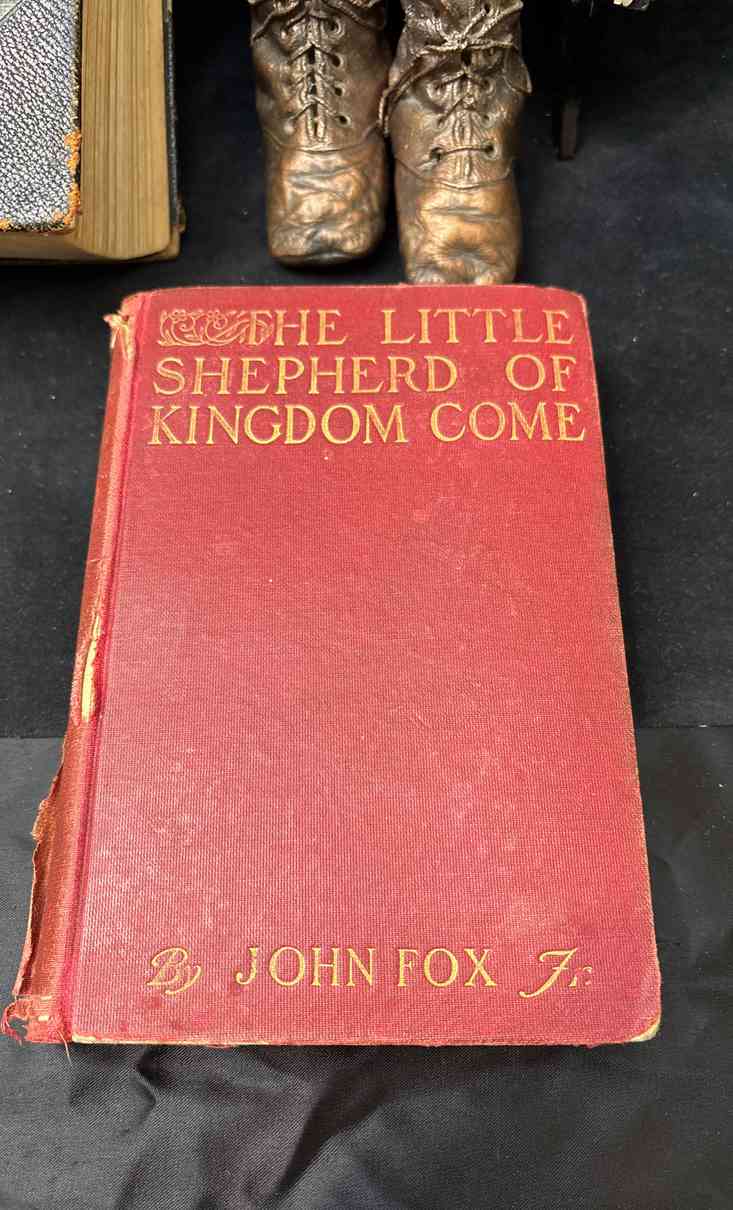 THE LITTLE
SHEPHERD OF
KINGDOM COME
By JOHN FOX Jr.